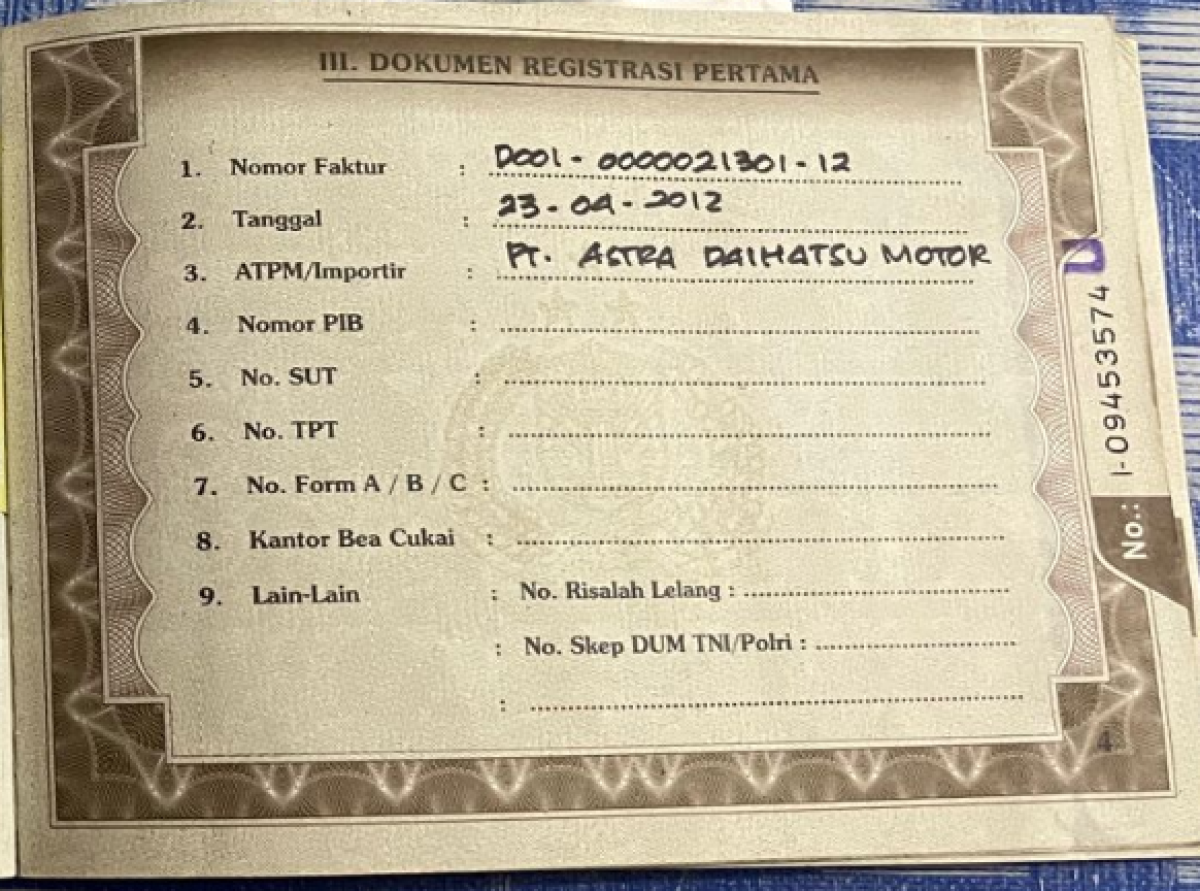 III. DOKUMEN REGISTRASI PERTAMA
1. Nomor Faktur : D001 - 0000021301 - 12
2. Tanggal : 23 - 04 - 2012
3. ATPM/Importir : PT. ASTRA DAIHATSU MOTOR
4. Nomor PIB :
5. No. SUT :
6. No. TPT :
7. No. Form A / B / C :
8. Kantor Bea Cukai :
9. Lain-Lain : No. Risalah Lelang :
: No. Skep DUM TNI/Polri :
:
No.: I-09453574
4